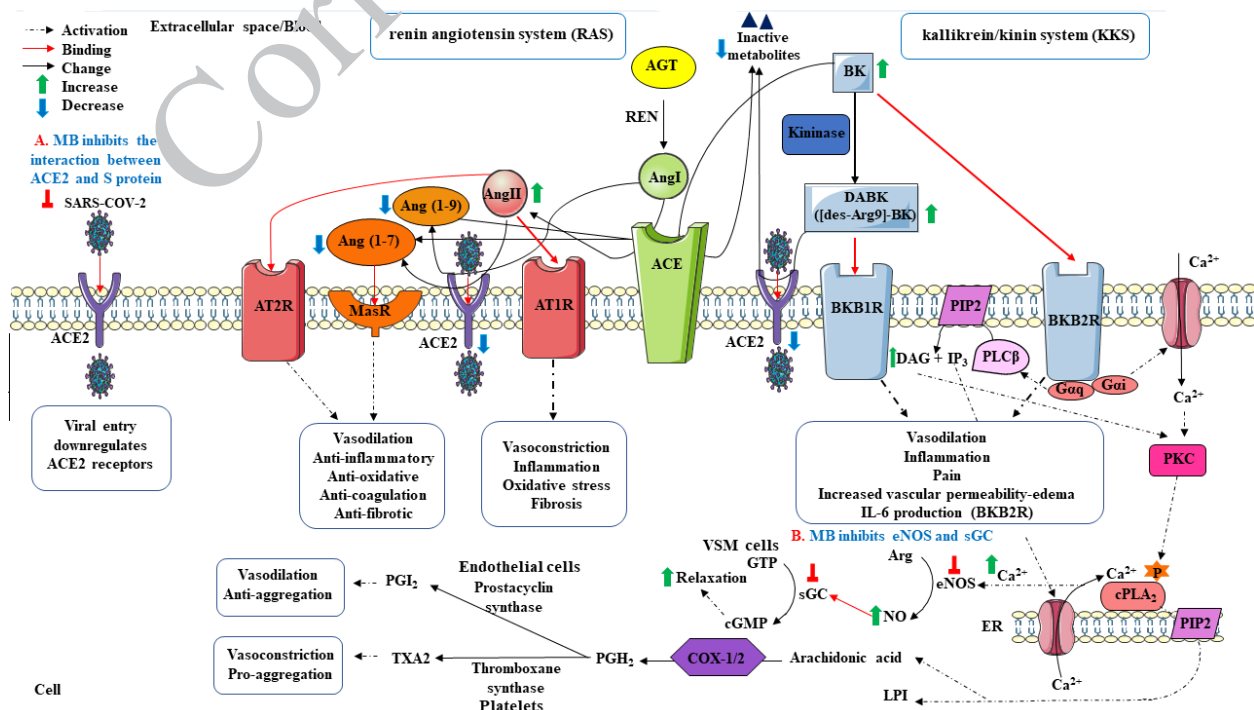 Activation
Binding
Change
Increase
Decrease
Extracellular space/Blood
renin angiotensin system (RAS)
Inactive
metabolites
kallikrein/kinin system (KKS)
Corr
A. MB inhibits the
interaction between
ACE2 and S protein
SARS-COV-2
AGT
REN
AngI
AngII
Ang (1-9)
Ang (1-7)
ACE
BK
Kininase
DABK
([des-Arg9]-BK)
Ca²⁺
ACE2
AT2R
MasR
ACE2
AT1R
ACE2
BKB1R
PIP2
BKB2R
DAG + IP₃
PLCβ
Gαq
Gαi
Ca²⁺
PKC
Viral entry
downregulates
ACE2 receptors
Vasodilation
Anti-inflammatory
Anti-oxidative
Anti-coagulation
Anti-fibrotic
Vasoconstriction
Inflammation
Oxidative stress
Fibrosis
Vasodilation
Inflammation
Pain
Increased vascular permeability-edema
IL-6 production (BKB2R)
B. MB inhibits eNOS and sGC
VSM cells
GTP
Relaxation
sGC
cGMP
Arg
eNOS
NO
Ca²⁺
Ca²⁺
P
cPLA₂
ER
PIP2
Ca²⁺
Vasodilation
Anti-aggregation
PGI₂
Endothelial cells
Prostacyclin
synthase
Vasoconstriction
Pro-aggregation
TXA2
Thromboxane
synthase
Platelets
PGH₂
COX-1/2
Arachidonic acid
LPI
Cell